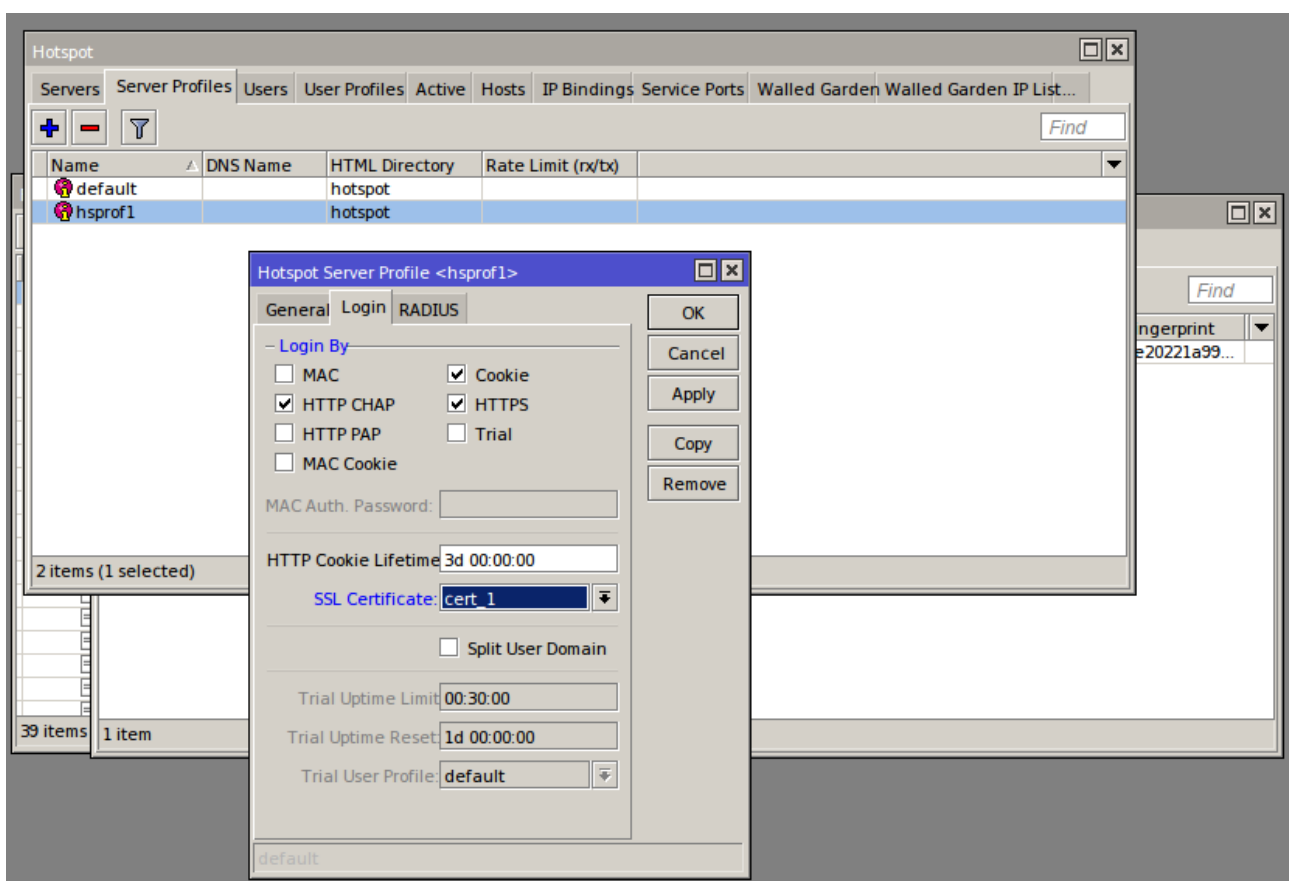 Hotspot
Servers Server Profiles Users User Profiles Active Hosts IP Bindings Service Ports Walled Garden Walled Garden IP List...
Find
Name DNS Name HTML Directory Rate Limit (rx/tx)
default hotspot
hsprof1 hotspot
2 items (1 selected)
Find
ngerprint
e20221a99...
39 items
1 item
Hotspot Server Profile <hsprof1>
General Login RADIUS
OK
Cancel
Apply
Copy
Remove
Login By
MAC Cookie
HTTP CHAP HTTPS
HTTP PAP Trial
MAC Cookie
MAC Auth. Password:
HTTP Cookie Lifetime 3d 00:00:00
SSL Certificate: cert_1
Split User Domain
Trial Uptime Limit 00:30:00
Trial Uptime Reset: 1d 00:00:00
Trial User Profile: default
default